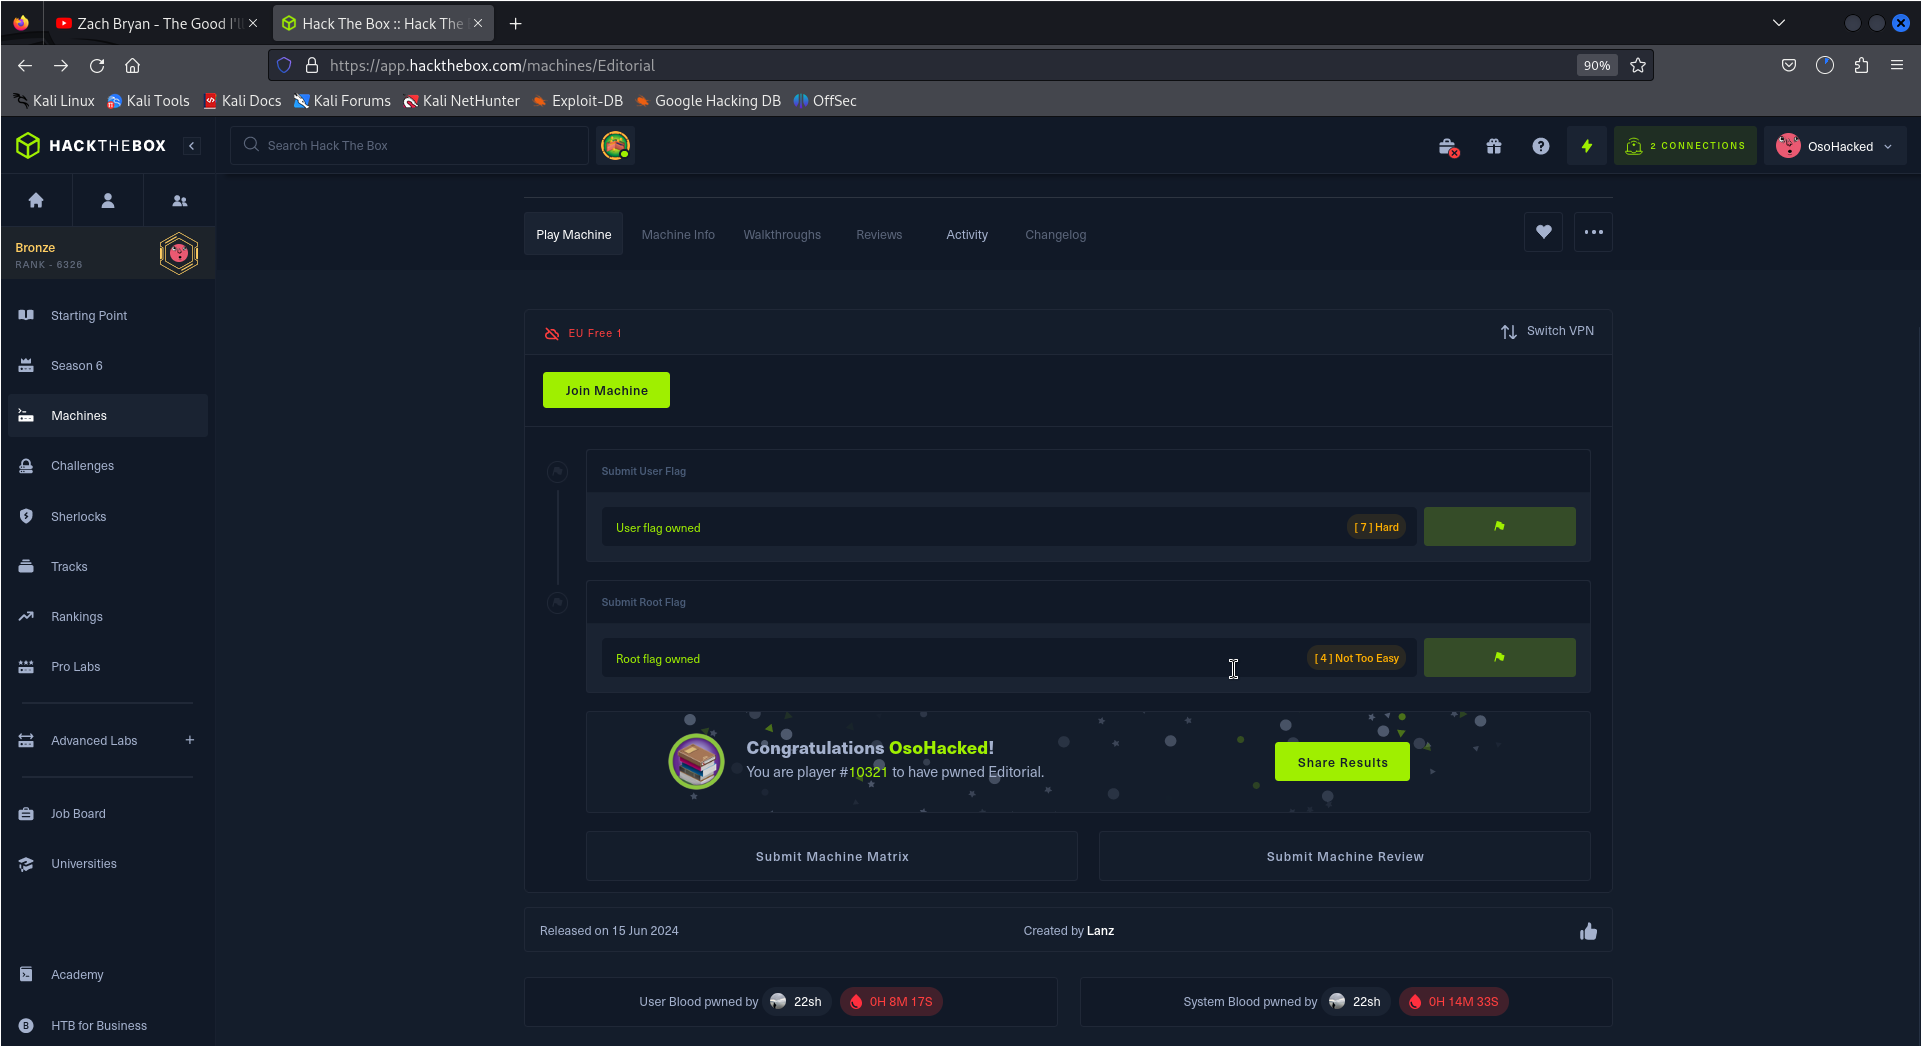 Zach Bryan - The Good I'll
Hack The Box :: Hack The
https://app.hackthebox.com/machines/Editorial
90%
Kali Linux
Kali Tools
Kali Docs
Kali Forums
Kali NetHunter
Exploit-DB
Google Hacking DB
OffSec
HACKTHEBOX
Search Hack The Box
2 CONNECTIONS
OsoHacked
Bronze
RANK - 6326
Starting Point
Season 6
Machines
Challenges
Sherlocks
Tracks
Rankings
Pro Labs
Advanced Labs
Job Board
Universities
Academy
B
HTB for Business
Play Machine
Machine Info
Walkthroughs
Reviews
Activity
Changelog
EU Free 1
Switch VPN
Join Machine
Submit User Flag
User flag owned
[ 7 ] Hard
Submit Root Flag
Root flag owned
[ 4 ] Not Too Easy
Congratulations OsoHacked!
You are player #10321 to have pwned Editorial.
Share Results
Submit Machine Matrix
Submit Machine Review
Released on 15 Jun 2024
Created by Lanz
User Blood pwned by 22sh 0H 8M 17S
System Blood pwned by 22sh 0H 14M 33S